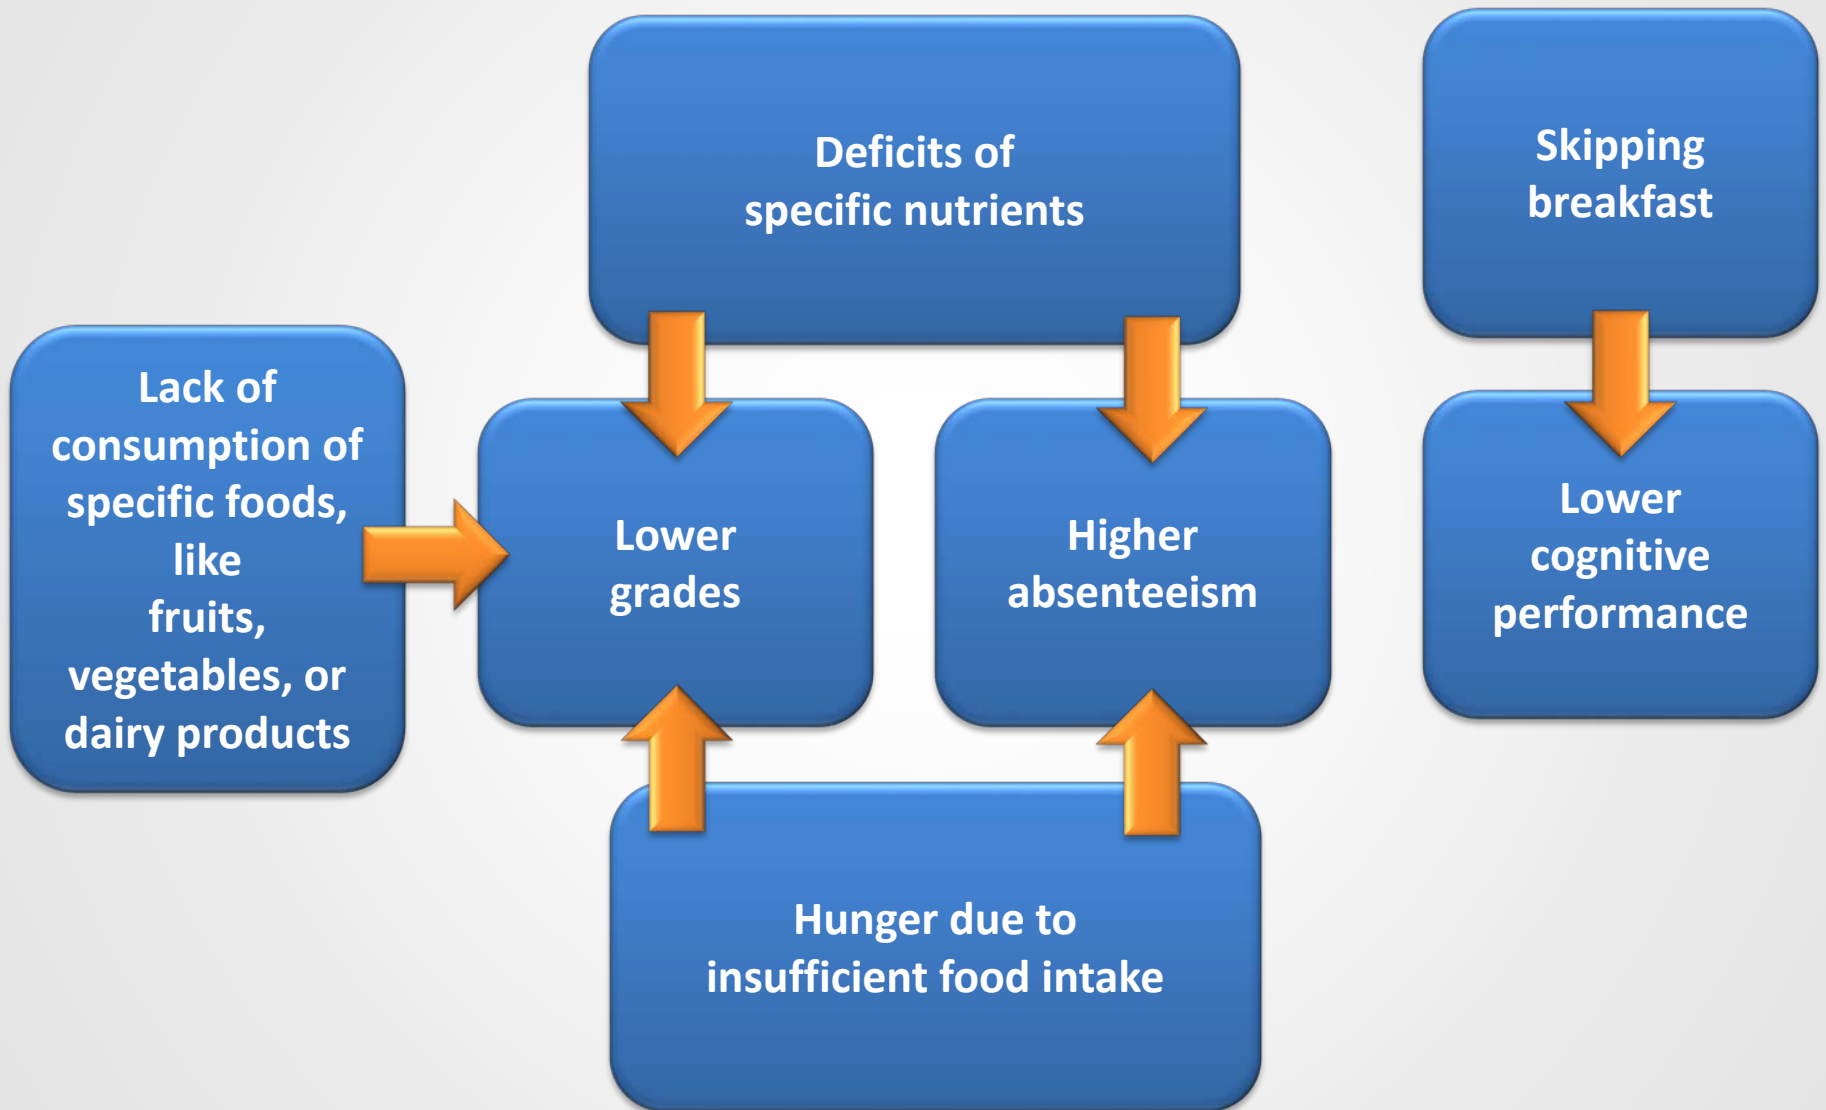 Deficits of
specific nutrients
Skipping
breakfast
Lack of
consumption of
specific foods,
like
fruits,
vegetables, or
dairy products
Lower
grades
Higher
absenteeism
Lower
cognitive
performance
Hunger due to
insufficient food intake